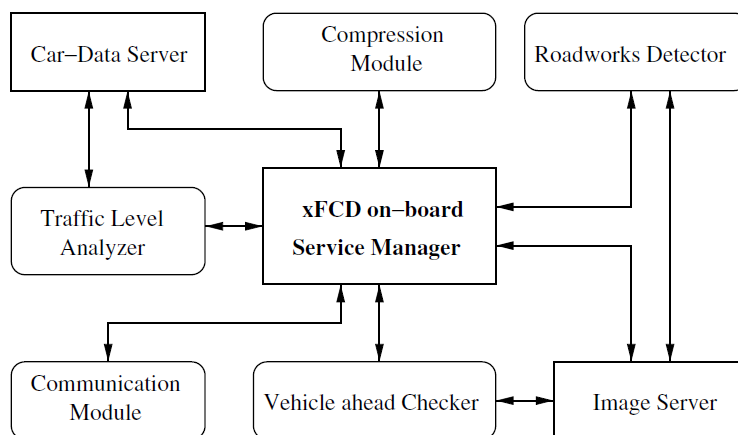 Car−Data Server
Compression
Module
Roadworks Detector
Traffic Level
Analyzer
xFCD on−board
Service Manager
Communication
Module
Vehicle ahead Checker
Image Server